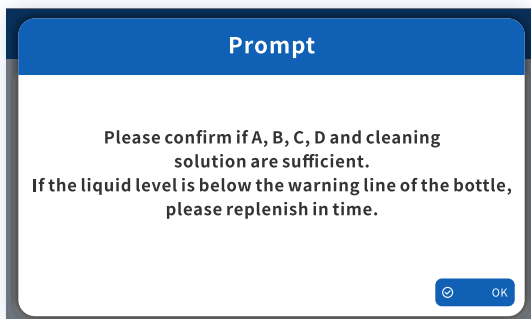 Prompt
Please confirm if A, B, C, D and cleaning
solution are sufficient.
If the liquid level is below the warning line of the bottle,
please replenish in time.
OK